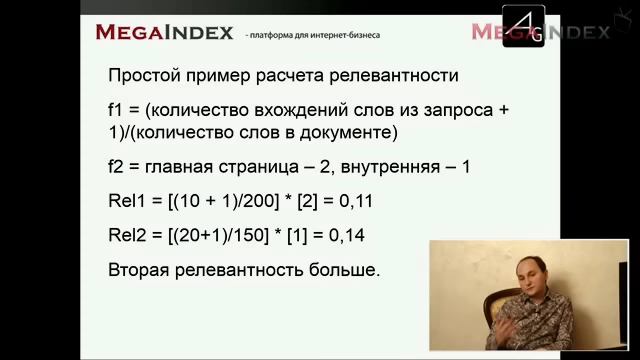 MEGAINDEX - платформа для интернет-бизнеса
AG
MEGAINDEX
Простой пример расчета релевантности
f1 = (количество вхождений слов из запроса +
1)/(количество слов в документе)
f2 = главная страница – 2, внутренняя – 1
Rel1 = [(10 + 1)/200] * [2] = 0,11
Rel2 = [(20+1)/150] * [1] = 0,14
Вторая релевантность больше.